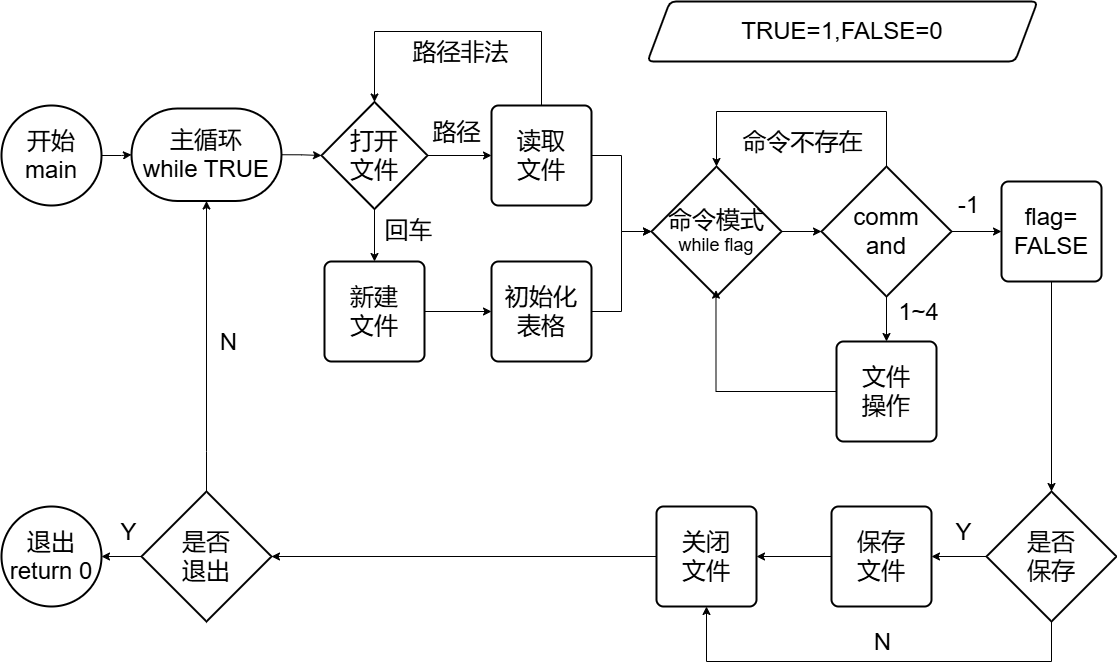 TRUE=1,FALSE=0
路径非法
开始
main
主循环
while TRUE
打开
文件
路径
读取
文件
命令不存在
命令模式
while flag
comm
and
-1
flag=
FALSE
回车
新建
文件
初始化
表格
1~4
文件
操作
N
退出
return 0
Y
是否
退出
关闭
文件
保存
文件
Y
是否
保存
N